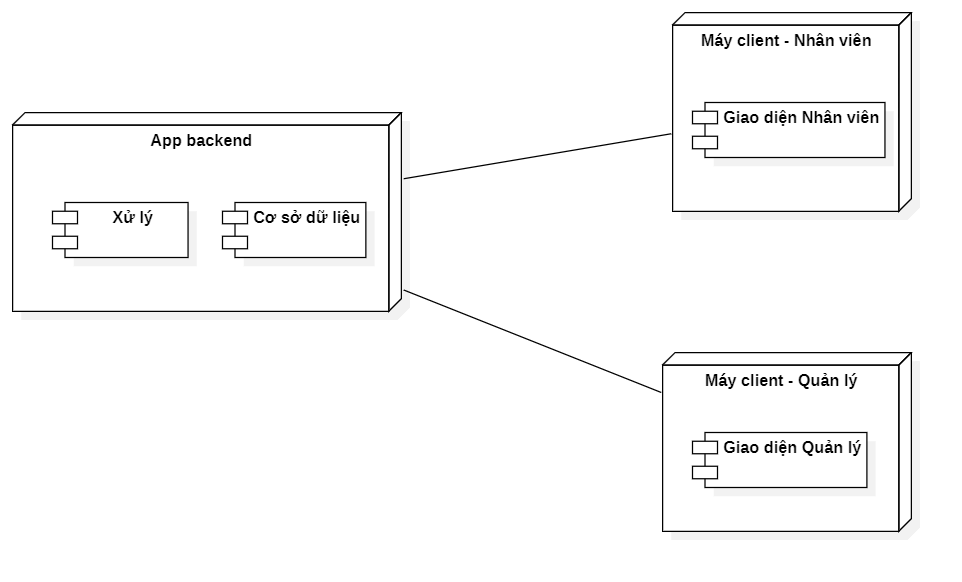 App backend
Xử lý
Cơ sở dữ liệu
Máy client - Nhân viên
Giao diện Nhân viên
Máy client - Quản lý
Giao diện Quản lý